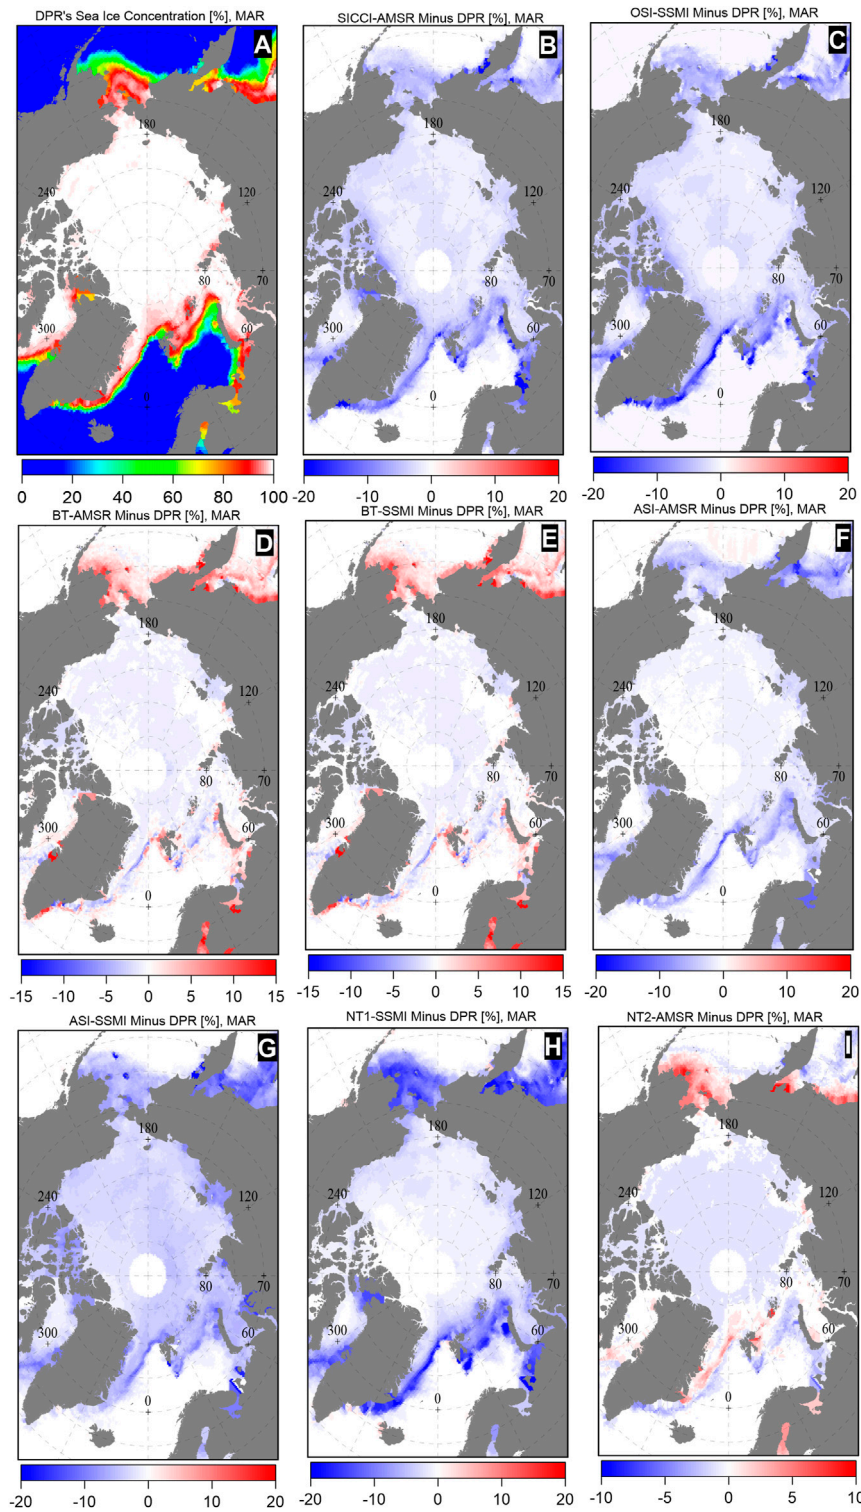 DPR's Sea Ice Concentration [%], MAR
A
180
240
120
80
70
300
60
0
0 20 40 60 80 100
SICCI-AMSR Minus DPR [%], MAR
B
180
240
120
80
70
300
60
0
-20 -10 0 10 20
OSI-SSMI Minus DPR [%], MAR
C
180
240
120
80
70
300
60
0
-20 -10 0 10 20
BT-AMSR Minus DPR [%], MAR
D
180
240
120
80
70
300
60
0
-15 -10 -5 0 5 10 15
BT-SSMI Minus DPR [%], MAR
E
180
240
120
80
70
300
60
0
-15 -10 -5 0 5 10 15
ASI-AMSR Minus DPR [%], MAR
F
180
240
120
80
70
300
60
0
-20 -10 0 10 20
ASI-SSMI Minus DPR [%], MAR
G
180
240
120
80
70
300
60
0
-20 -10 0 10 20
NT1-SSMI Minus DPR [%], MAR
H
180
240
120
80
70
300
60
0
-20 -10 0 10 20
NT2-AMSR Minus DPR [%], MAR
I
180
240
120
80
70
300
60
0
-10 -5 0 5 10